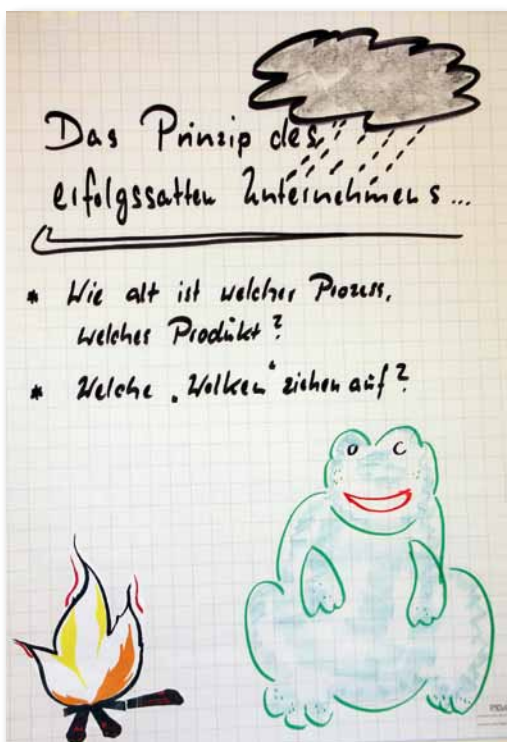 Das Prinzip des
erfolgssatten Unternehmens...
* Wie alt ist welcher Prozess,
welches Produkt?
* Welche „Wolken“ ziehen auf?